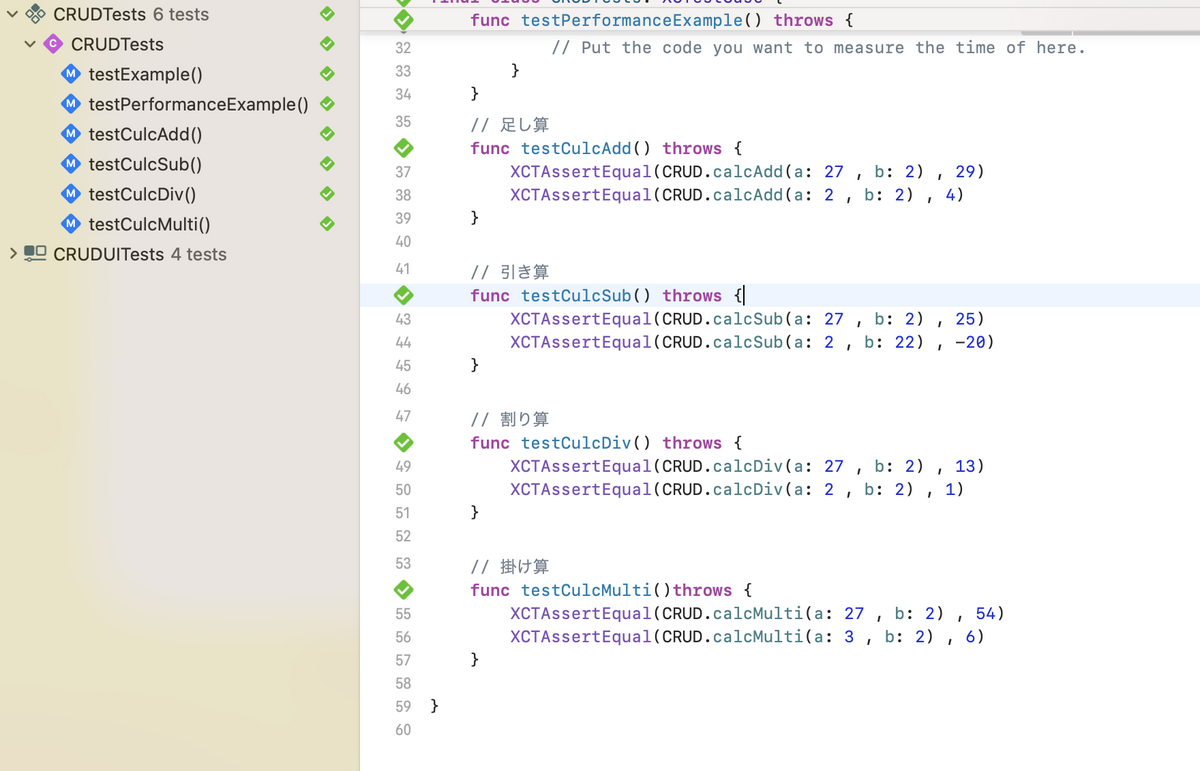 CRUDTests 6 tests
CRUDTests
testExample()
testPerformanceExample()
testCulcAdd()
testCulcSub()
testCulcDiv()
testCulcMulti()
CRUDUITests 4 tests
func testPerformanceExample() throws {
32 // Put the code you want to measure the time of here.
33 }
34 }
35 // 足し算
func testCulcAdd() throws {
37 XCTAssertEqual(CRUD.calcAdd(a: 27 , b: 2) , 29)
38 XCTAssertEqual(CRUD.calcAdd(a: 2 , b: 2) , 4)
39 }
40
41 // 引き算
func testCulcSub() throws {
43 XCTAssertEqual(CRUD.calcSub(a: 27 , b: 2) , 25)
44 XCTAssertEqual(CRUD.calcSub(a: 2 , b: 22) , -20)
45 }
46
47 // 割り算
func testCulcDiv() throws {
49 XCTAssertEqual(CRUD.calcDiv(a: 27 , b: 2) , 13)
50 XCTAssertEqual(CRUD.calcDiv(a: 2 , b: 2) , 1)
51 }
52
53 // 掛け算
func testCulcMulti()throws {
55 XCTAssertEqual(CRUD.calcMulti(a: 27 , b: 2) , 54)
56 XCTAssertEqual(CRUD.calcMulti(a: 3 , b: 2) , 6)
57 }
58
59 }
60